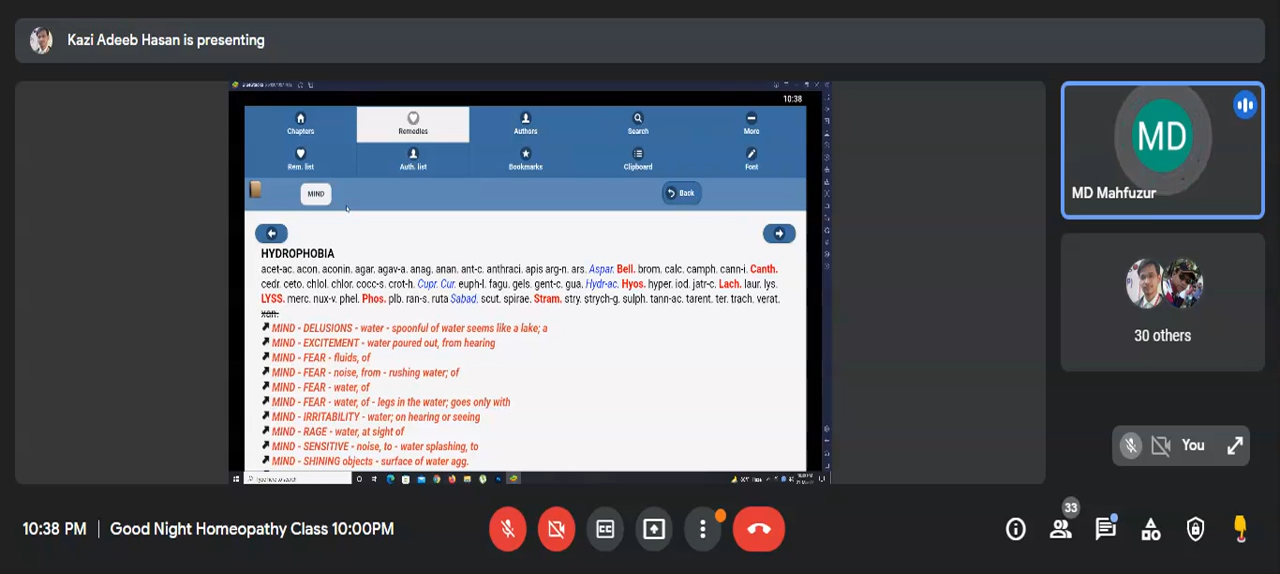 Kazi Adeeb Hasan is presenting
10:38
Chapters
Remedies
Authors
Search
More
Rem. list
Auth. list
Bookmarks
Clipboard
Font
MIND
Back
HYDROPHOBIA
acet-ac. acon. aconin. agar. agav-a. anag. anan. ant-c. anthraci. apis arg-n. ars. Aspar. Bell. brom. calc. camph. cann-i. Canth.
cedr. ceto. chlol. chlor. cocc-s. crot-h. Cupr. Cur. euph-l. fagu. gels. gent-c. gua. Hydr-ac. Hyos. hyper. iod. jatr-c. Lach. laur. lys.
LYSS. merc. nux-v. phel. Phos. plb. ran-s. ruta Sabad. scut. spirae. Stram. stry. strych-g. sulph. tann-ac. tarent. ter. trach. verat.
xan.
MIND - DELUSIONS - water - spoonful of water seems like a lake; a
MIND - EXCITEMENT - water poured out, from hearing
MIND - FEAR - fluids, of
MIND - FEAR - noise, from - rushing water; of
MIND - FEAR - water, of
MIND - FEAR - water, of - legs in the water; goes only with
MIND - IRRITABILITY - water; on hearing or seeing
MIND - RAGE - water, at sight of
MIND - SENSITIVE - noise, to - water splashing, to
MIND - SHINING objects - surface of water agg.
Type here to search
MD
MD Mahfuzur
30 others
You
10:38 PM | Good Night Homeopathy Class 10:00PM
33